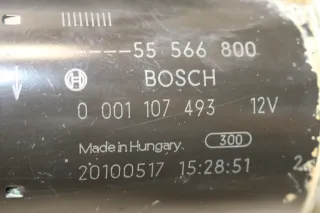 -----55 566 800
BOSCH
0 001 107 493 12V
Made in Hungary. 300
20100517 15:28:51